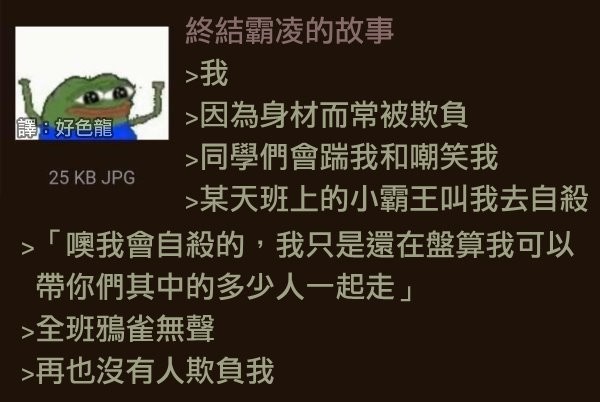 終結霸凌的故事
>我
>因為身材而常被欺負
>同學們會踹我和嘲笑我
>某天班上的小霸王叫我去自殺
>「噢我會自殺的，我只是還在盤算我可以
帶你們其中的多少人一起走」
>全班鴉雀無聲
>再也沒有人欺負我
譯：好色龍
25 KB JPG